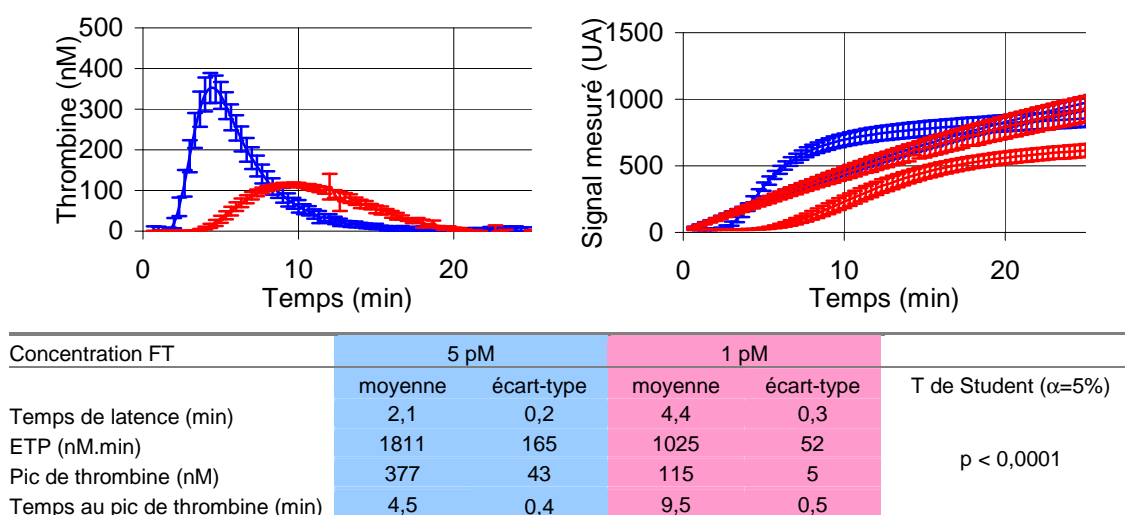 Thrombine (nM)
500
400
300
200
100
0
0 10 20
Temps (min)
Signal mesuré (UA)
1500
1000
500
0
0 10 20
Temps (min)
Concentration FT 5 pM 1 pM
moyenne écart-type moyenne écart-type T de Student (α=5%)
Temps de latence (min) 2,1 0,2 4,4 0,3
ETP (nM.min) 1811 165 1025 52
p < 0,0001
Pic de thrombine (nM) 377 43 115 5
Temps au pic de thrombine (min) 4,5 0,4 9,5 0,5